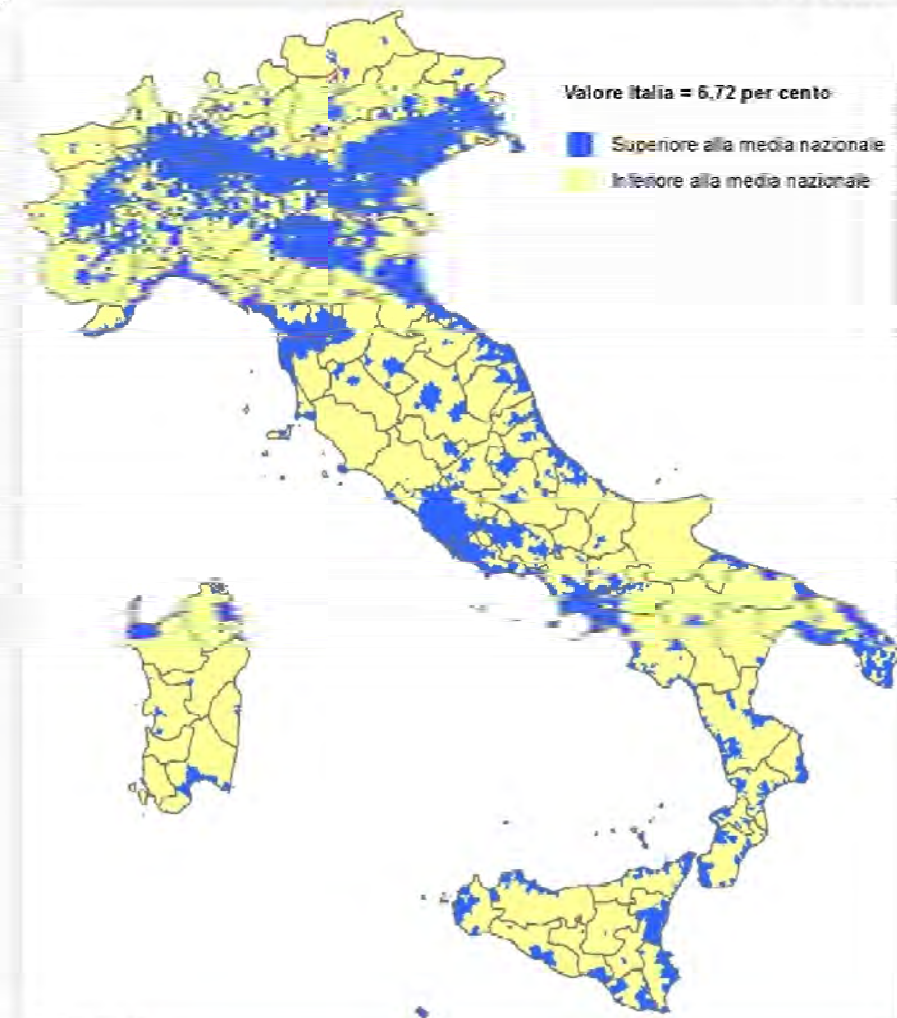 Valore Italia = 6,72 per cento
Superiore alla media nazionale
Inferiore alla media nazionale